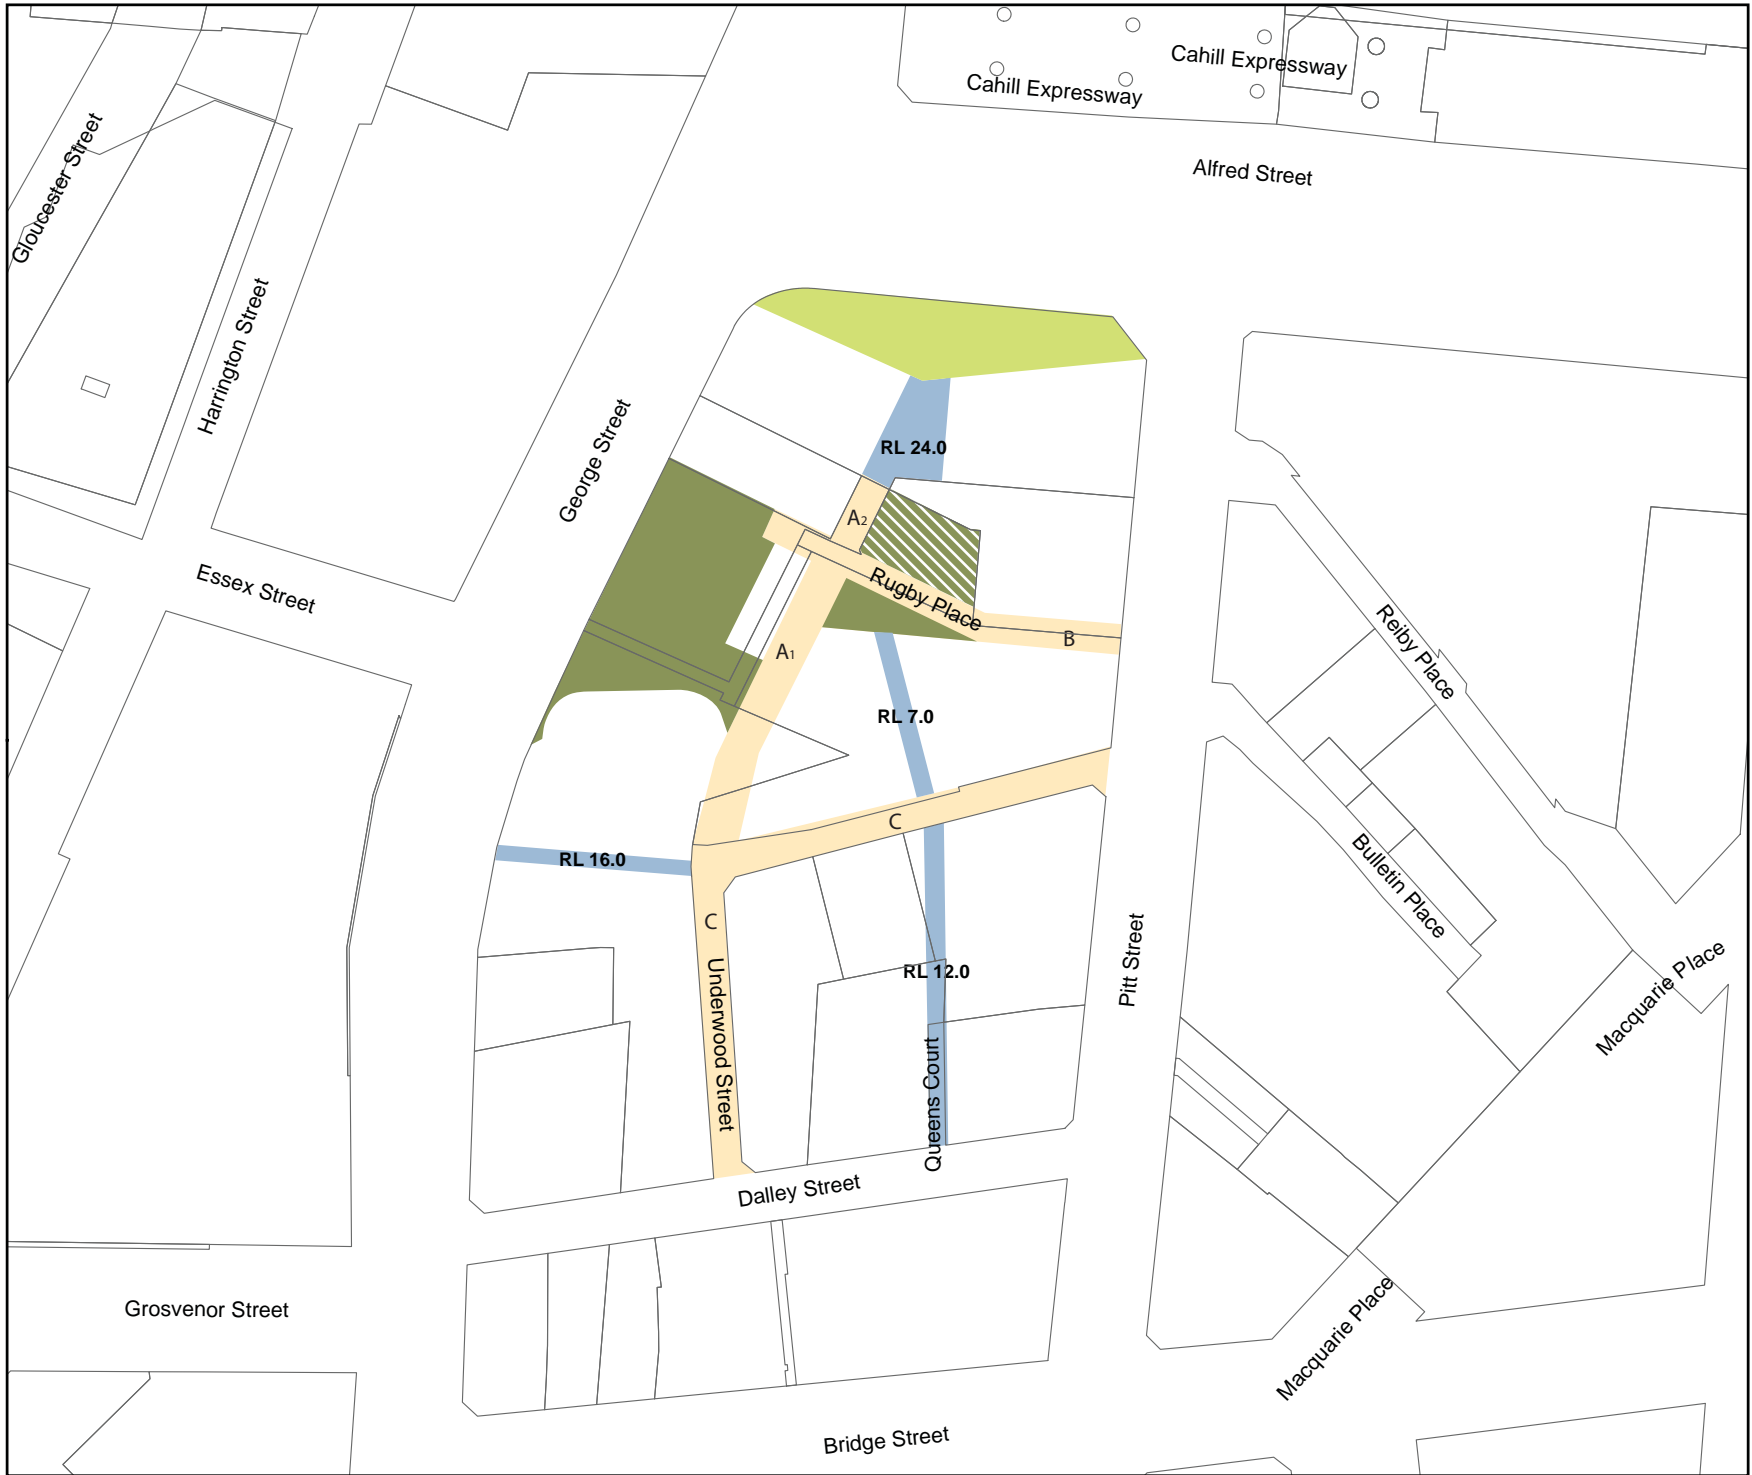 Cahill Expressway
Cahill Expressway
Alfred Street
Gloucester Street
Harrington Street
George Street
RL 24.0
A2
Essex Street
Rugby Place
B
A1
Reiby Place
RL 7.0
C
RL 16.0
Bulletin Place
C
Pitt Street
Macquarie Place
RL 12.0
Underwood Street
Queens Court
Dalley Street
Grosvenor Street
Macquarie Place
Bridge Street